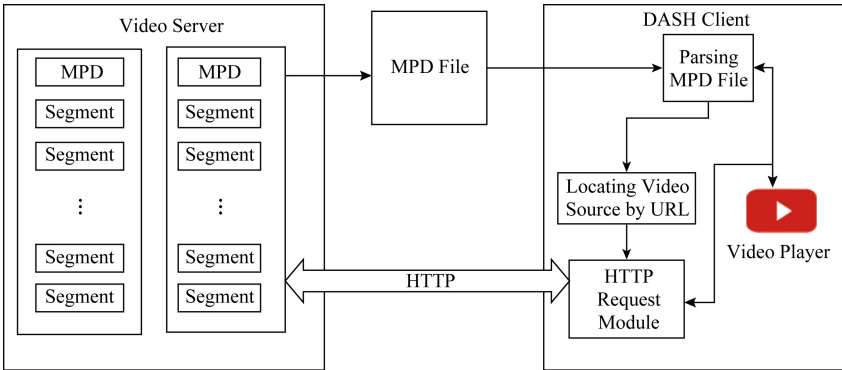 Video Server
MPD
Segment
Segment
⋮
Segment
Segment
MPD
Segment
Segment
⋮
Segment
Segment
MPD File
HTTP
DASH Client
Parsing
MPD File
Locating Video
Source by URL
HTTP
Request
Module
Video Player